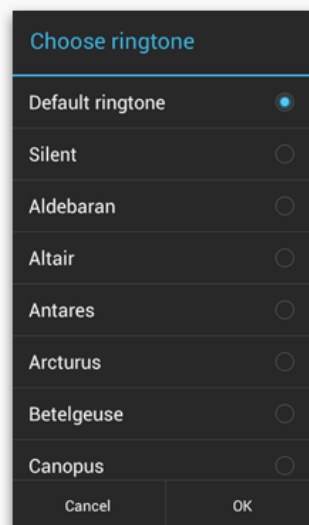 Choose ringtone
Default ringtone
Silent
Aldebaran
Altair
Antares
Arcturus
Betelgeuse
Canopus
Cancel OK